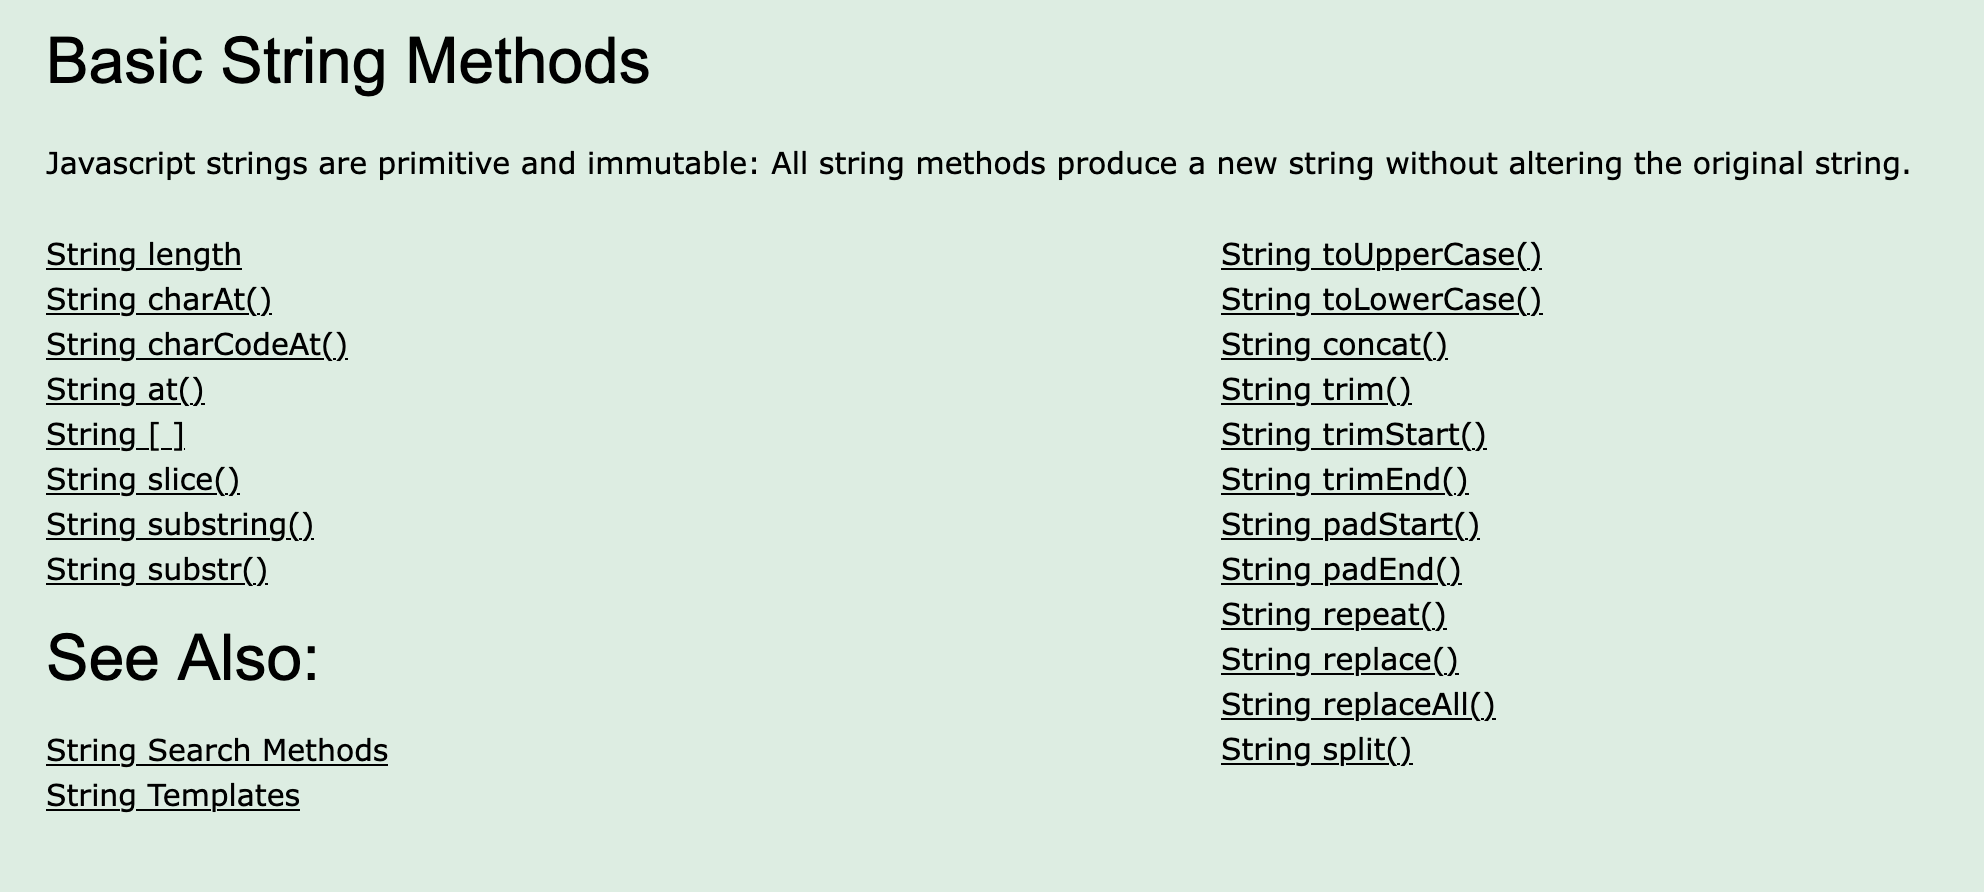 Basic String Methods
Javascript strings are primitive and immutable: All string methods produce a new string without altering the original string.
String length
String charAt()
String charCodeAt()
String at()
String [ ]
String slice()
String substring()
String substr()
See Also:
String Search Methods
String Templates
String toUpperCase()
String toLowerCase()
String concat()
String trim()
String trimStart()
String trimEnd()
String padStart()
String padEnd()
String repeat()
String replace()
String replaceAll()
String split()